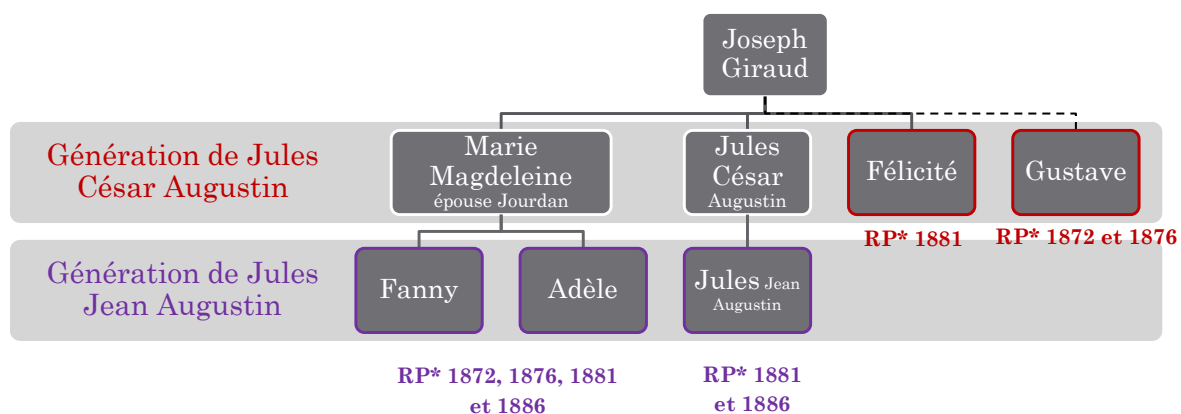 Joseph
Giraud
Génération de Jules
César Augustin
Marie
Magdeleine
épouse Jourdan
Jules
César
Augustin
Félicité
Gustave
RP* 1881
RP* 1872 et 1876
Génération de Jules
Jean Augustin
Fanny
Adèle
Jules Jean
Augustin
RP* 1872, 1876, 1881
et 1886
RP* 1881
et 1886